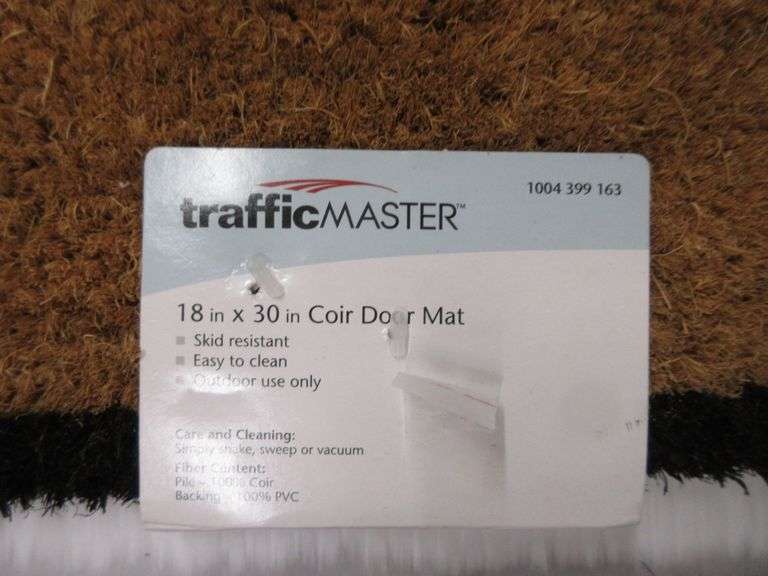 trafficMASTER™
1004 399 163
18 in x 30 in Coir Door Mat
Skid resistant
Easy to clean
Outdoor use only
Care and Cleaning:
Simply shake, sweep or vacuum
Fiber Content:
Pile – 100% Coir
Backing – 100% PVC